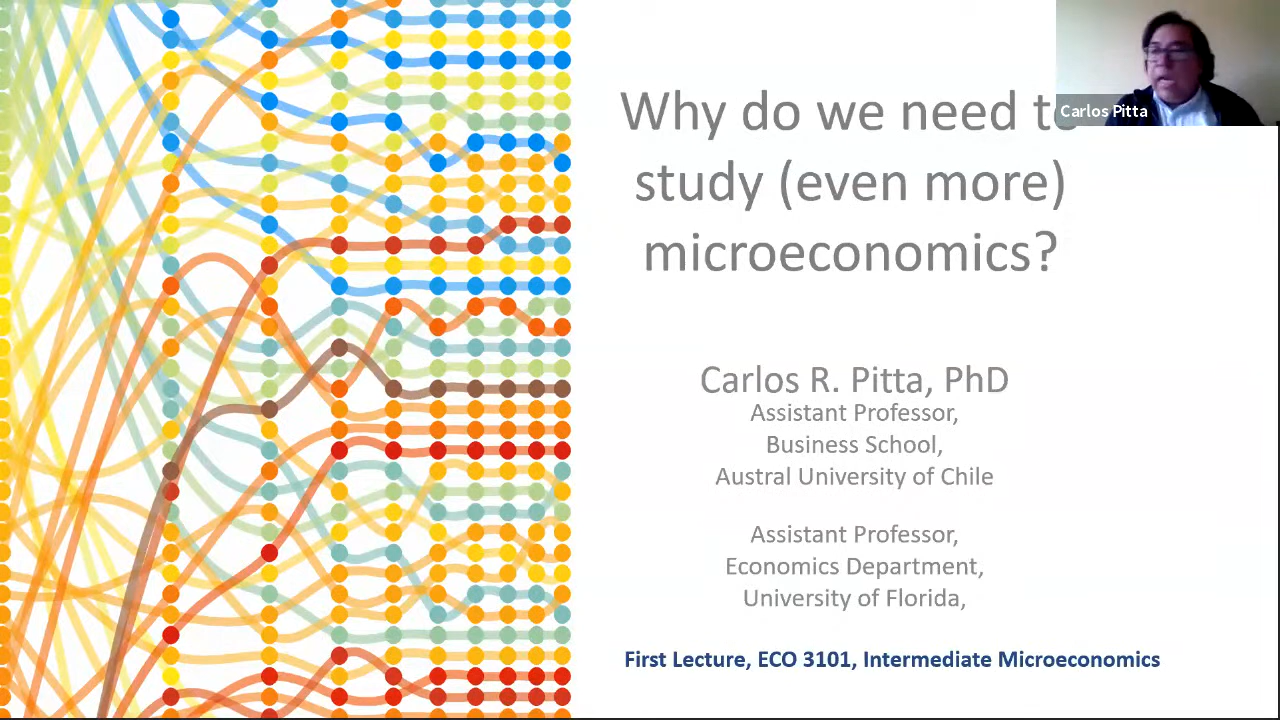 Why do we need to
study (even more)
microeconomics?
Carlos Pitta
Carlos R. Pitta, PhD
Assistant Professor,
Business School,
Austral University of Chile
Assistant Professor,
Economics Department,
University of Florida,
First Lecture, ECO 3101, Intermediate Microeconomics